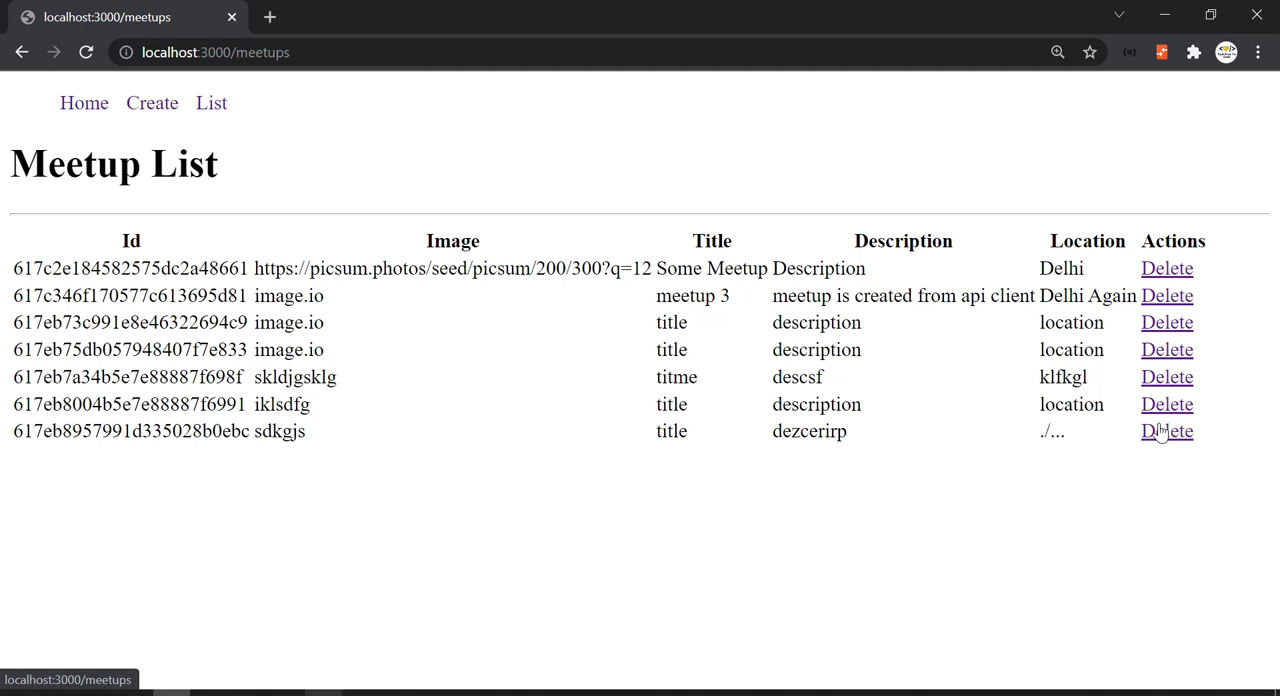 localhost:3000/meetups
localhost:3000/meetups
Home Create List
Meetup List
Id Image Title Description Location Actions
617c2e184582575dc2a48661 https://picsum.photos/seed/picsum/200/300?q=12 Some Meetup Description Delhi Delete
617c346f170577c613695d81 image.io meetup 3 meetup is created from api client Delhi Again Delete
617eb73c991e8e46322694c9 image.io title description location Delete
617eb75db057948407f7e833 image.io title description location Delete
617eb7a34b5e7e88887f698f skldjgsklg titme descsf klfkgl Delete
617eb8004b5e7e88887f6991 iklsdfg title description location Delete
617eb8957991d335028b0ebc sdkgjs title dezcerirp ./... Delete
localhost:3000/meetups